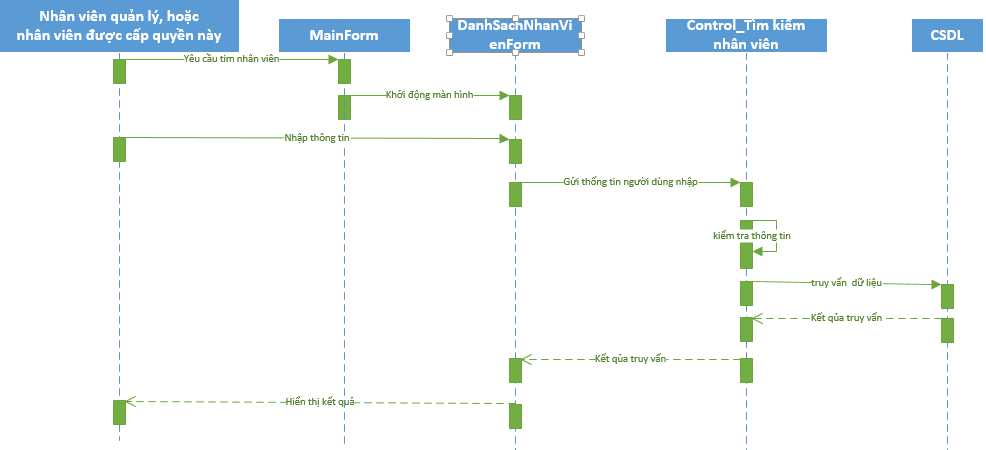 Nhân viên quản lý, hoặc
nhân viên được cấp quyền này
MainForm
DanhSachNhanVi
enForm
Control_Tìm kiếm
nhân viên
CSDL
Yêu cầu tim nhân viên
Khởi động màn hình
Nhập thông tin
Gửi thống tin người dùng nhập
kiểm tra thông tin
truy vấn dữ liệu
Kết qủa truy vấn
Kết qủa truy vấn
Hiển thị kết quả